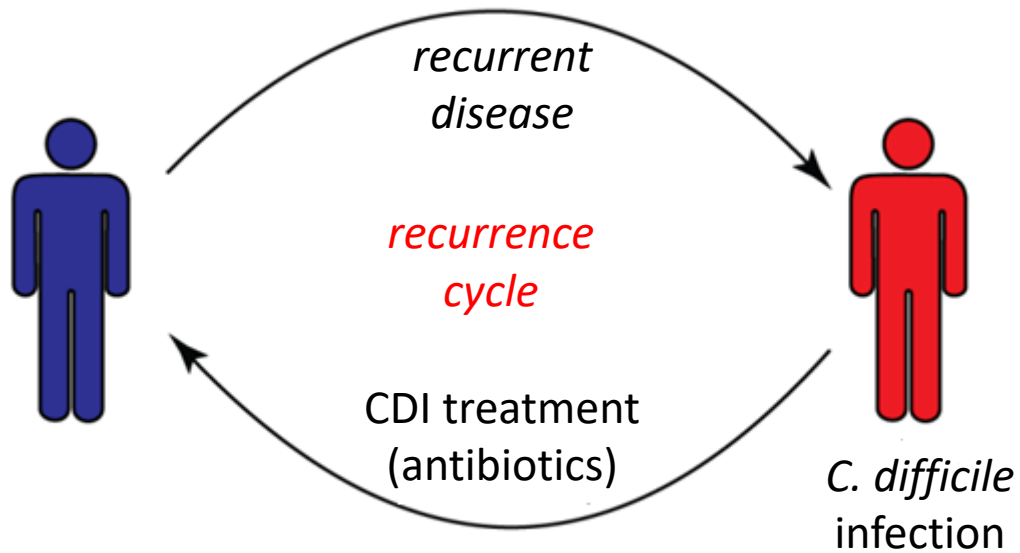 recurrent
disease
recurrence
cycle
CDI treatment
(antibiotics)
C. difficile
infection